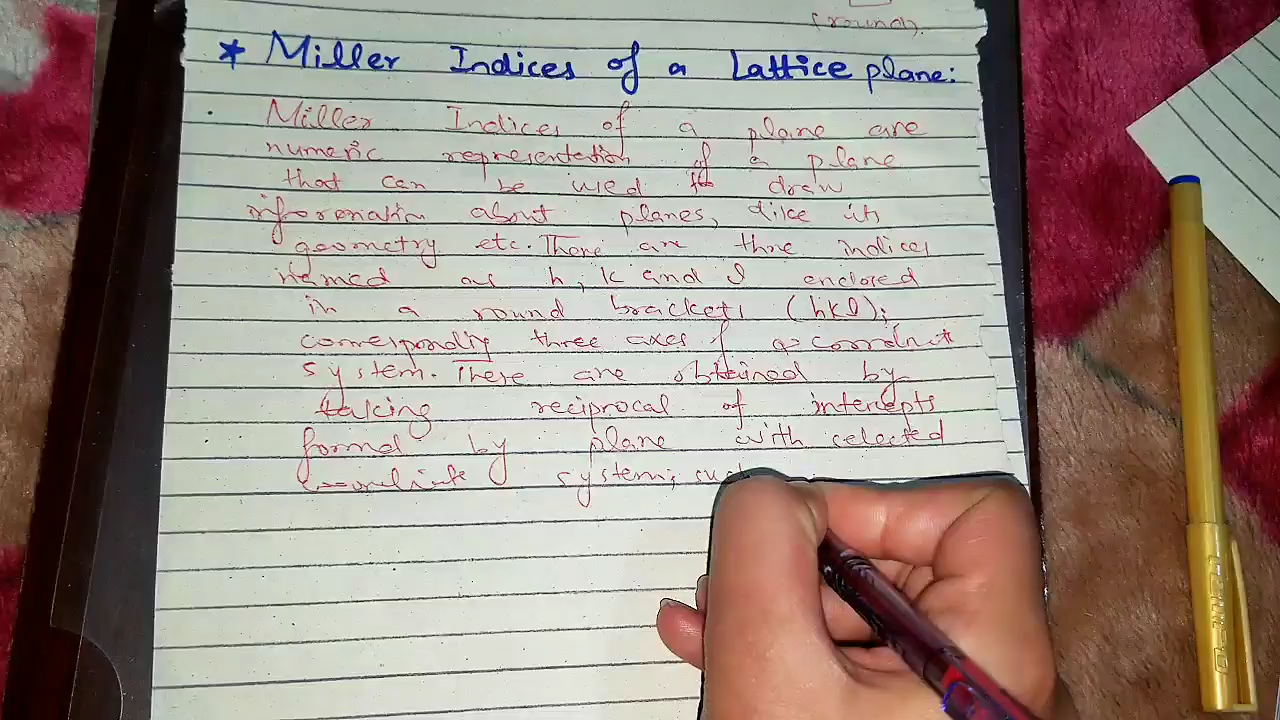 (round).
* Miller Indices of a Lattice plane:
. Miller Indices of a plane are
numeric representation of a plane
that can be used to draw
information about planes, like its
geometry etc. There are three indices
Named as h, k and l enclosed
in a round brackets (hkl);
corresponding three axes of a coordinate
system. These are obtained by
taking reciprocal of intercepts
formed by plane with selected
coordinate system; such